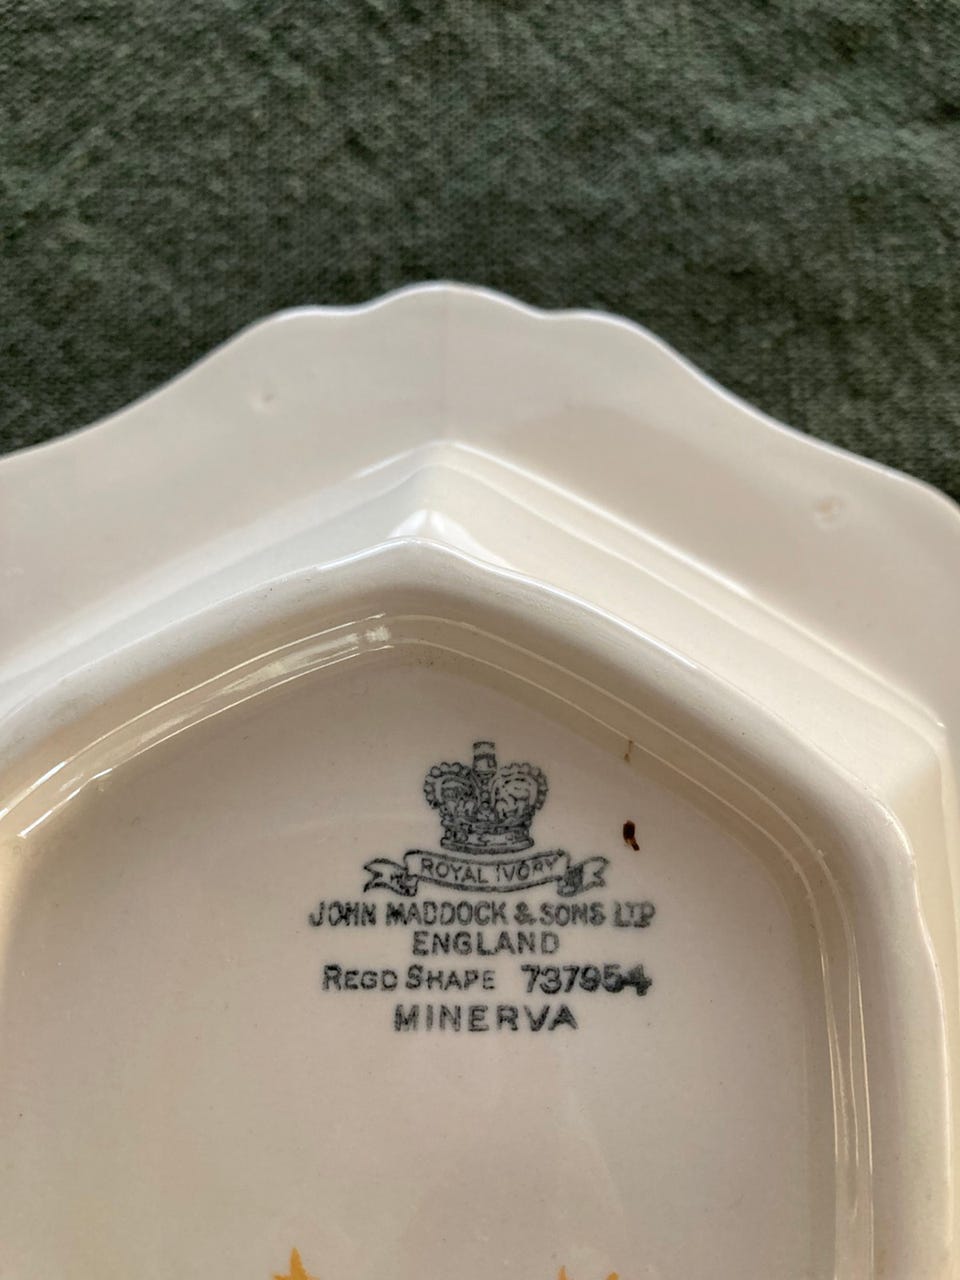 ROYAL IVORY
JOHN MADDOCK & SONS LTD
ENGLAND
REGD SHAPE 737954
MINERVA